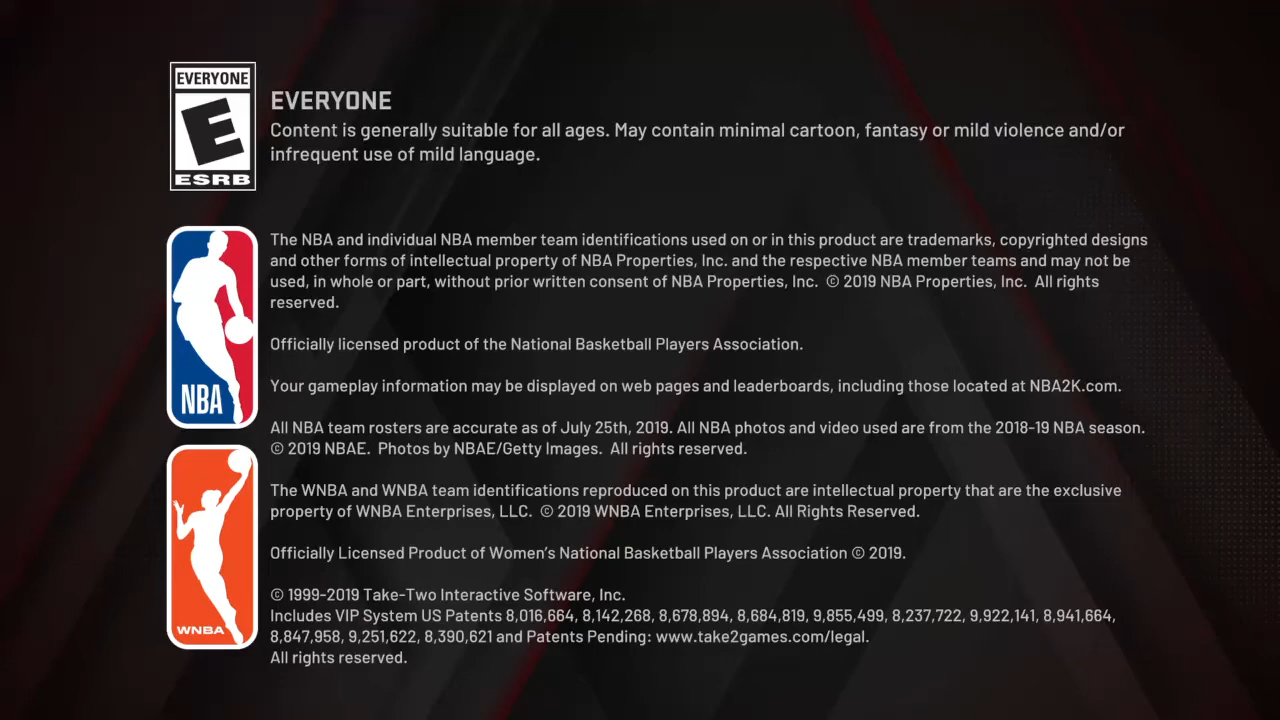 EVERYONE
E
ESRB
EVERYONE
Content is generally suitable for all ages. May contain minimal cartoon, fantasy or mild violence and/or
infrequent use of mild language.
NBA
The NBA and individual NBA member team identifications used on or in this product are trademarks, copyrighted designs
and other forms of intellectual property of NBA Properties, Inc. and the respective NBA member teams and may not be
used, in whole or part, without prior written consent of NBA Properties, Inc. © 2019 NBA Properties, Inc. All rights
reserved.
Officially licensed product of the National Basketball Players Association.
Your gameplay information may be displayed on web pages and leaderboards, including those located at NBA2K.com.
All NBA team rosters are accurate as of July 25th, 2019. All NBA photos and video used are from the 2018-19 NBA season.
© 2019 NBAE. Photos by NBAE/Getty Images. All rights reserved.
WNBA
The WNBA and WNBA team identifications reproduced on this product are intellectual property that are the exclusive
property of WNBA Enterprises, LLC. © 2019 WNBA Enterprises, LLC. All Rights Reserved.
Officially Licensed Product of Women's National Basketball Players Association © 2019.
© 1999-2019 Take-Two Interactive Software, Inc.
Includes VIP System US Patents 8,016,664, 8,142,268, 8,678,894, 8,684,819, 9,855,499, 8,237,722, 9,922,141, 8,941,664,
8,847,958, 9,251,622, 8,390,621 and Patents Pending: www.take2games.com/legal.
All rights reserved.